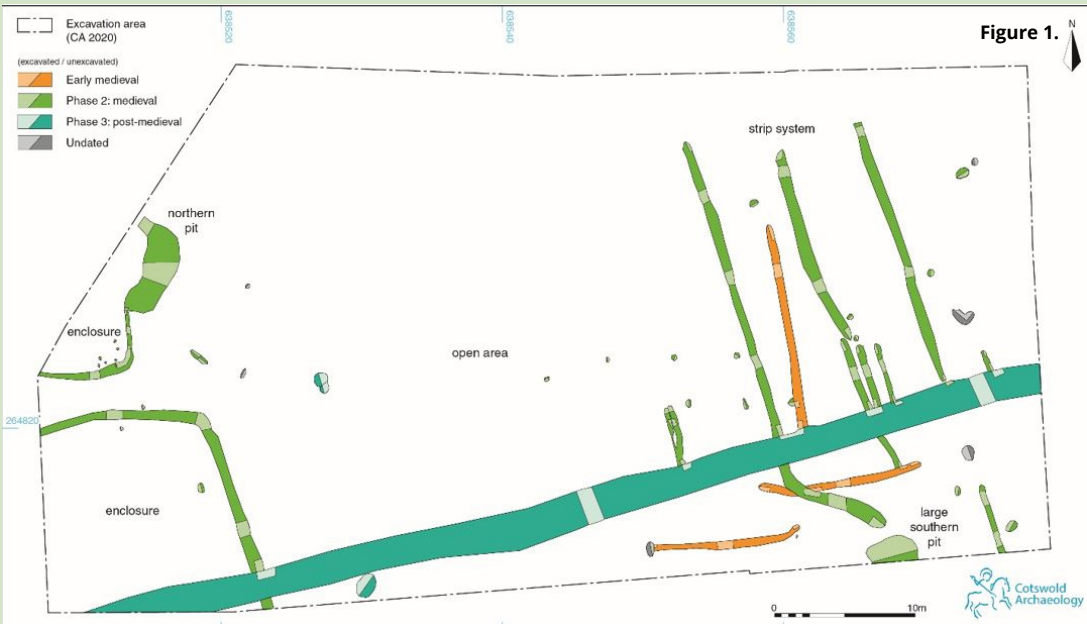 Excavation area
(CA 2020)
(excavated / unexcavated)
Early medieval
Phase 2: medieval
Phase 3: post-medieval
Undated
638520
638540
638560
Figure 1.
N
strip system
northern
pit
enclosure
open area
264820
enclosure
large
southern
pit
0
10m
Cotswold
Archaeology